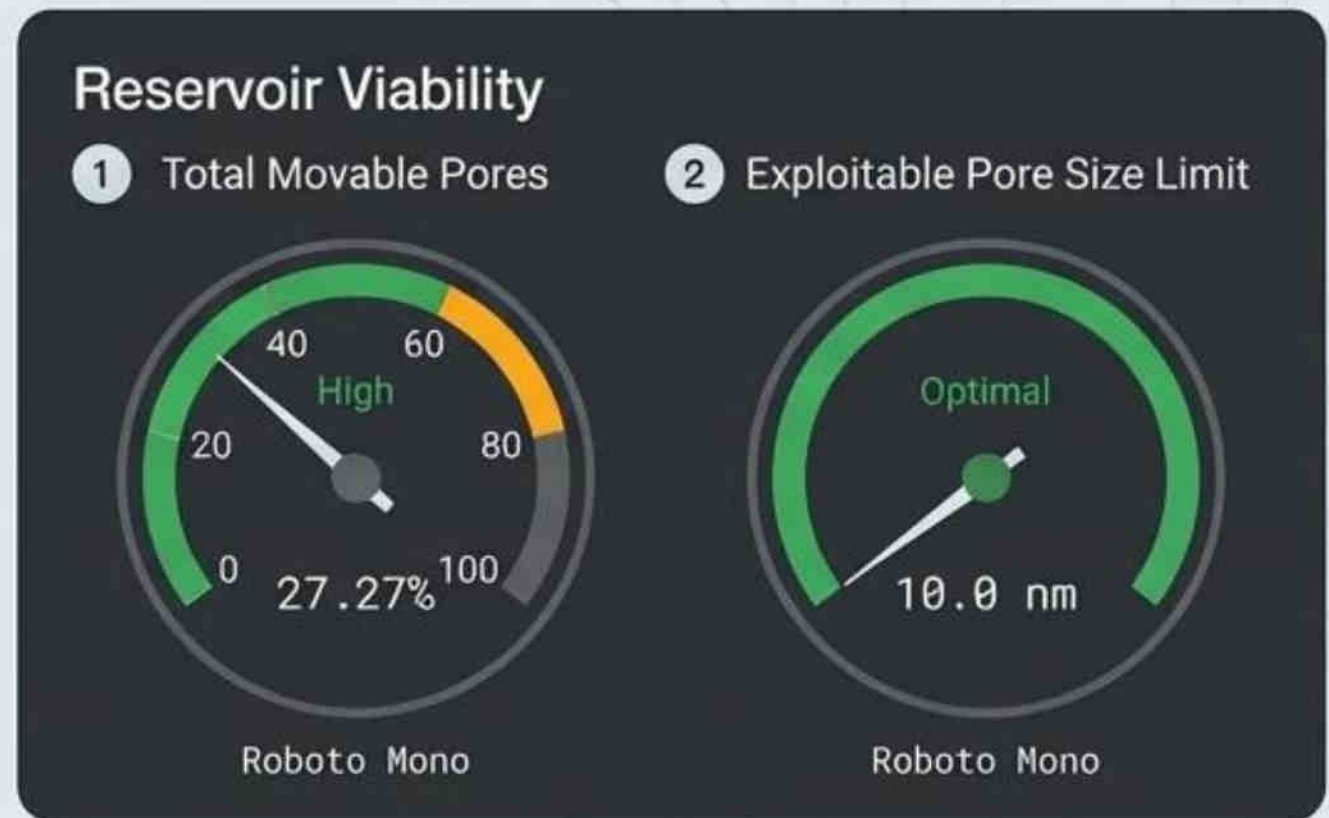 Reservoir Viability
1 Total Movable Pores
2 Exploitable Pore Size Limit
40 60
High
20 80
0 100
27.27%
Roboto Mono
Optimal
10.0 nm
Roboto Mono